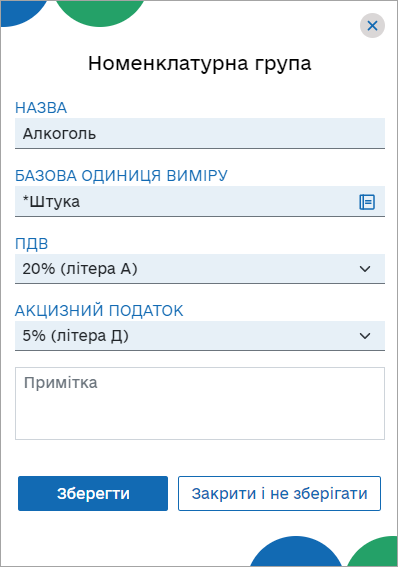 Номенклатурна група
НАЗВА
Алкоголь
БАЗОВА ОДИНИЦЯ ВИМІРУ
*Штука
ПДВ
20% (літера А)
АКЦИЗНИЙ ПОДАТОК
5% (літера Д)
Примітка
Зберегти
Закрити і не зберігати